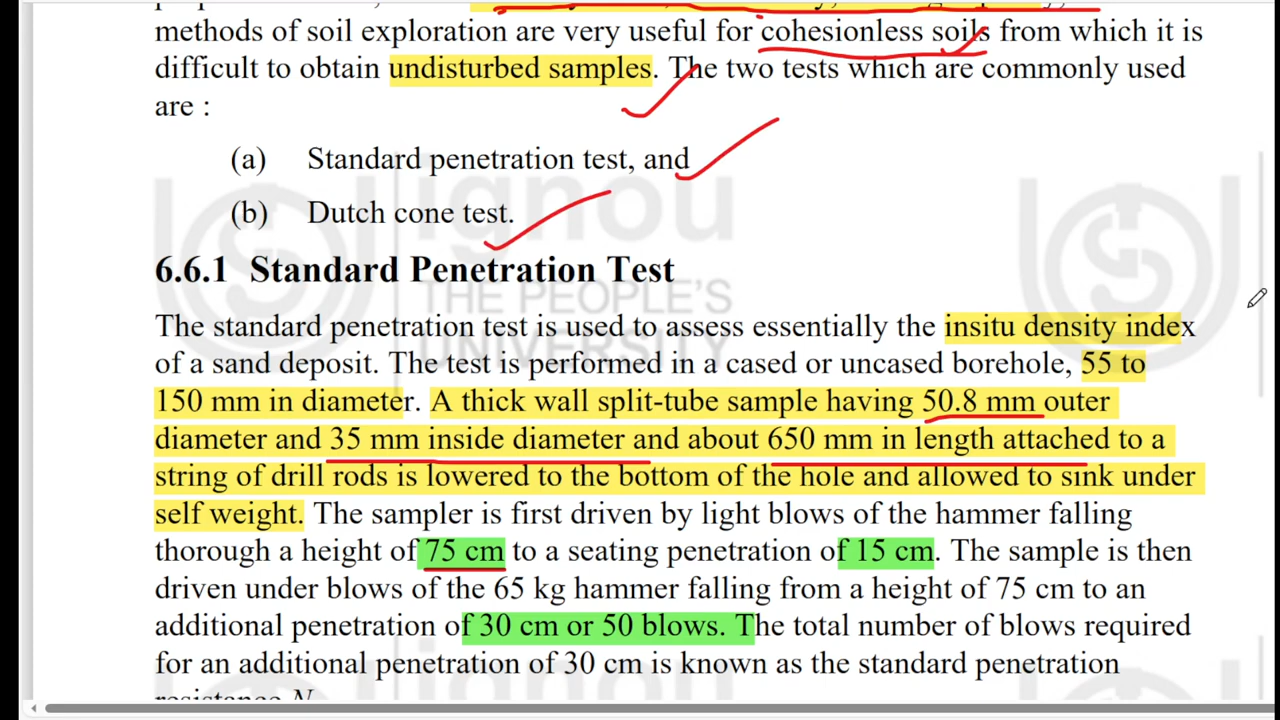 methods of soil exploration are very useful for cohesionless soils from which it is
difficult to obtain undisturbed samples. The two tests which are commonly used
are :
(a) Standard penetration test, and
(b) Dutch cone test.
ignou
THE PEOPLE'S
UNIVERSITY
6.6.1 Standard Penetration Test
The standard penetration test is used to assess essentially the insitu density index
of a sand deposit. The test is performed in a cased or uncased borehole, 55 to
150 mm in diameter. A thick wall split-tube sample having 50.8 mm outer
diameter and 35 mm inside diameter and about 650 mm in length attached to a
string of drill rods is lowered to the bottom of the hole and allowed to sink under
self weight. The sampler is first driven by light blows of the hammer falling
thorough a height of 75 cm to a seating penetration of 15 cm. The sample is then
driven under blows of the 65 kg hammer falling from a height of 75 cm to an
additional penetration of 30 cm or 50 blows. The total number of blows required
for an additional penetration of 30 cm is known as the standard penetration
resistance N